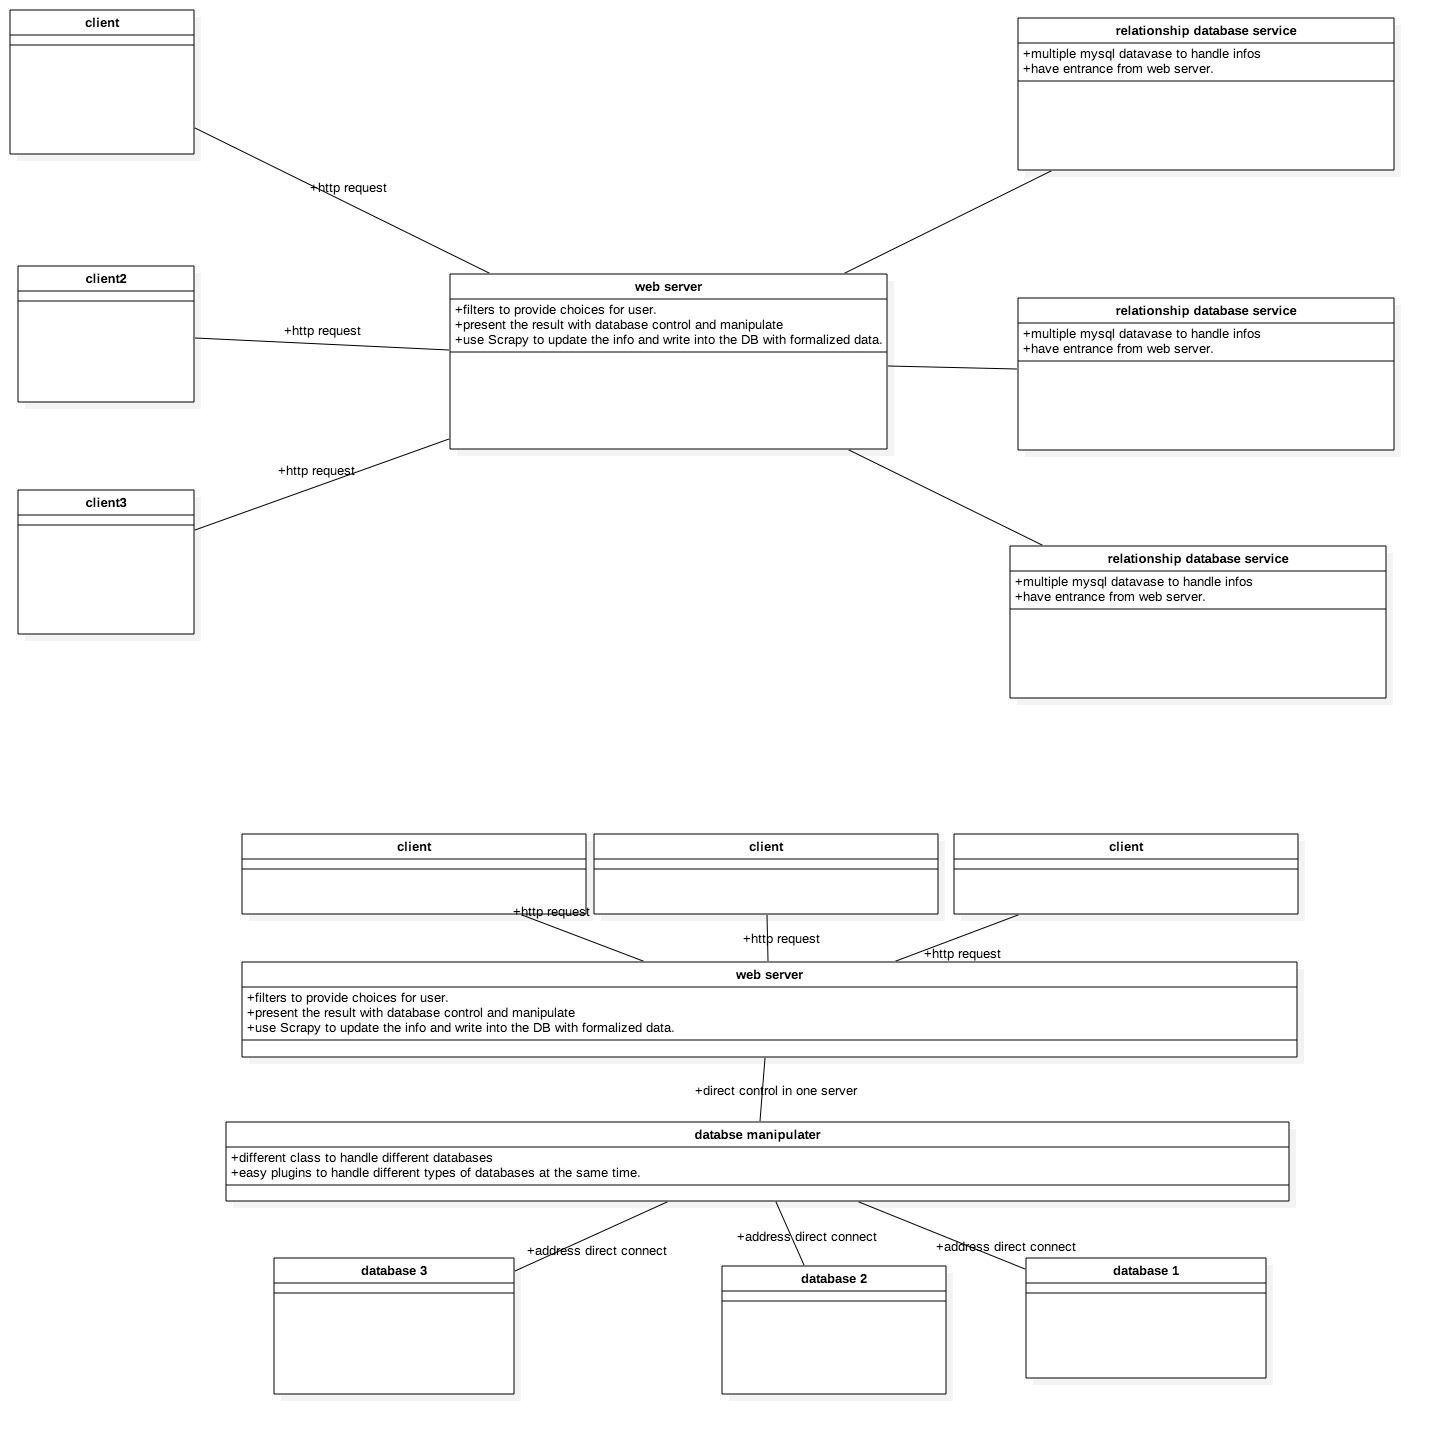 client
relationship database service
+multiple mysql datavase to handle infos
+have entrance from web server.
+http request
client2
web server
+filters to provide choices for user.
+present the result with database control and manipulate
+use Scrapy to update the info and write into the DB with formalized data.
relationship database service
+multiple mysql datavase to handle infos
+have entrance from web server.
+http request
+http request
client3
relationship database service
+multiple mysql datavase to handle infos
+have entrance from web server.
client
client
client
+http request
+http request
+http request
web server
+filters to provide choices for user.
+present the result with database control and manipulate
+use Scrapy to update the info and write into the DB with formalized data.
+direct control in one server
databse manipulater
+different class to handle different databases
+easy plugins to handle different types of databases at the same time.
+address direct connect
+address direct connect
+address direct connect
database 3
database 2
database 1